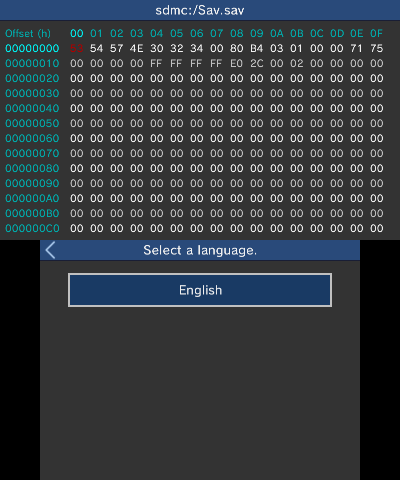 sdmc:/Sav.sav
Offset (h) 00 01 02 03 04 05 06 07 08 09 0A 0B 0C 0D 0E 0F
00000000 54 57 4E 30 32 34 00 80 B4 03 01 00 00 71 75
00000010 00 00 00 00 FF FF FF FF E0 2C 00 02 00 00 00 00
00000020 00 00 00 00 00 00 00 00 00 00 00 00 00 00 00 00
00000030 00 00 00 00 00 00 00 00 00 00 00 00 00 00 00 00
00000040 00 00 00 00 00 00 00 00 00 00 00 00 00 00 00 00
00000050 00 00 00 00 00 00 00 00 00 00 00 00 00 00 00 00
00000060 00 00 00 00 00 00 00 00 00 00 00 00 00 00 00 00
00000070 00 00 00 00 00 00 00 00 00 00 00 00 00 00 00 00
00000080 00 00 00 00 00 00 00 00 00 00 00 00 00 00 00 00
00000090 00 00 00 00 00 00 00 00 00 00 00 00 00 00 00 00
000000A0 00 00 00 00 00 00 00 00 00 00 00 00 00 00 00 00
000000B0 00 00 00 00 00 00 00 00 00 00 00 00 00 00 00 00
000000C0 00 00 00 00 00 00 00 00 00 00 00 00 00 00 00 00
Select a language.
English